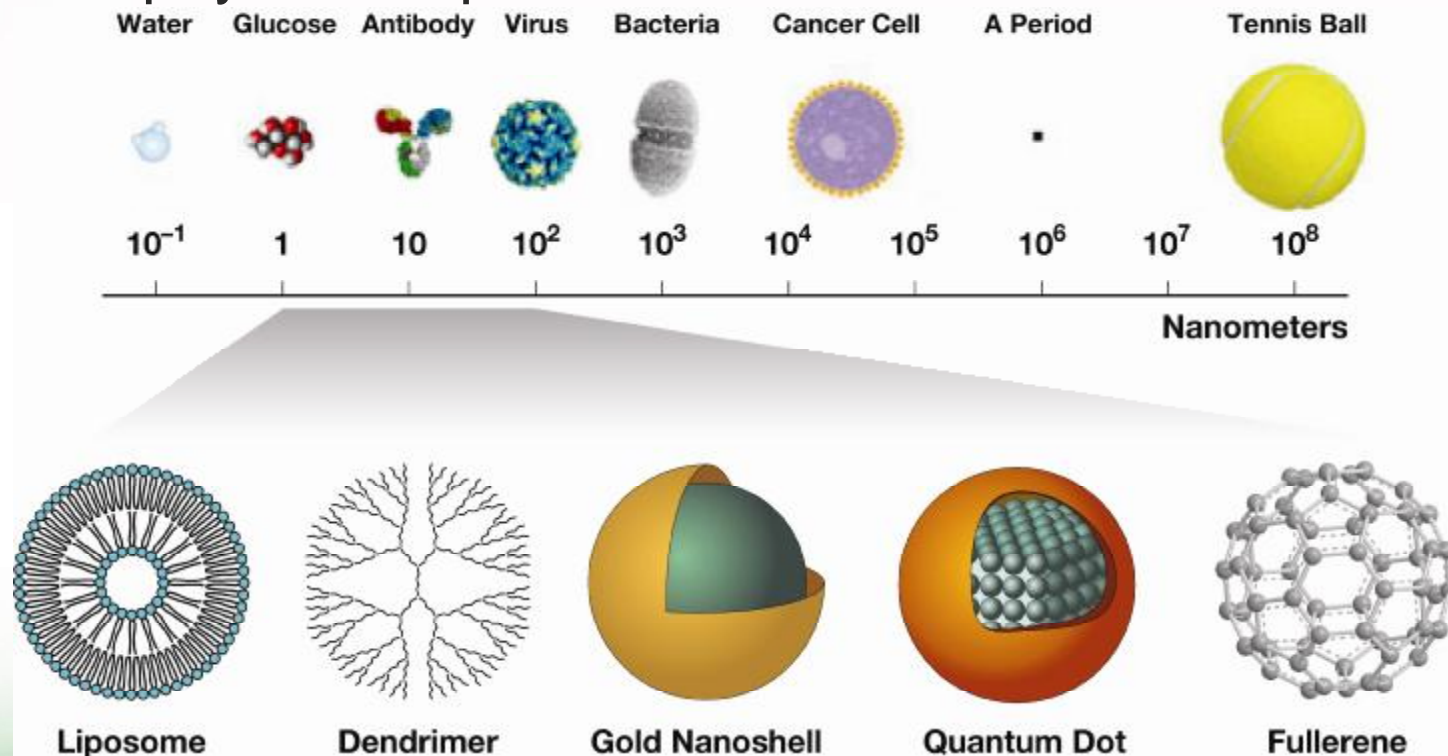 Water Glucose Antibody Virus Bacteria Cancer Cell A Period Tennis Ball
10⁻¹ 1 10 10² 10³ 10⁴ 10⁵ 10⁶ 10⁷ 10⁸
Nanometers
Liposome Dendrimer Gold Nanoshell Quantum Dot Fullerene